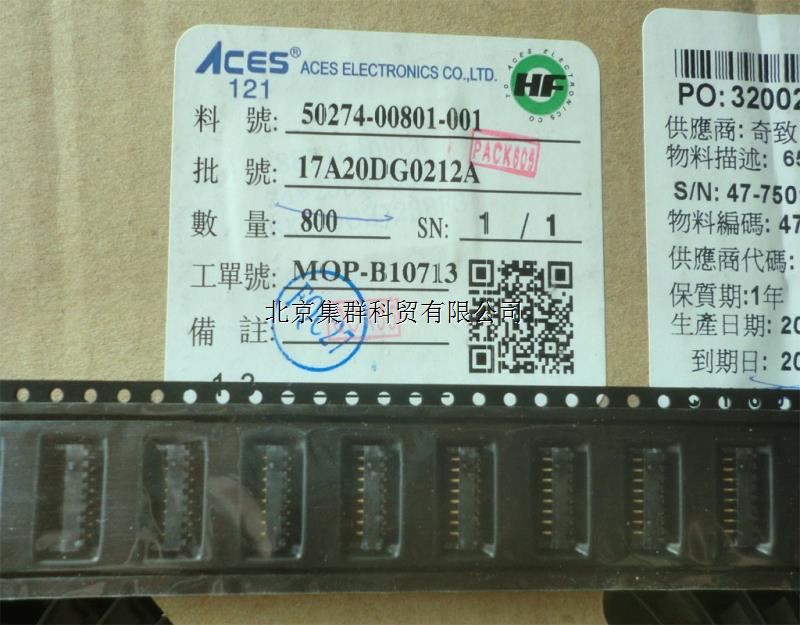 ACES® ACES ELECTRONICS CO.,LTD.
121
HF
料 號: 50274-00801-001
PACK605
批 號: 17A20DG0212A
數 量: 800 SN: 1 / 1
工單號: MOP-B10713
備 註:
北京集群科贸有限公司
PO: 32002
供應商: 奇致
物料描述: 65
S/N: 47-750
物料編碼: 47
供應商代碼:
保質期:1年
生產日期: 20
到期日: 20